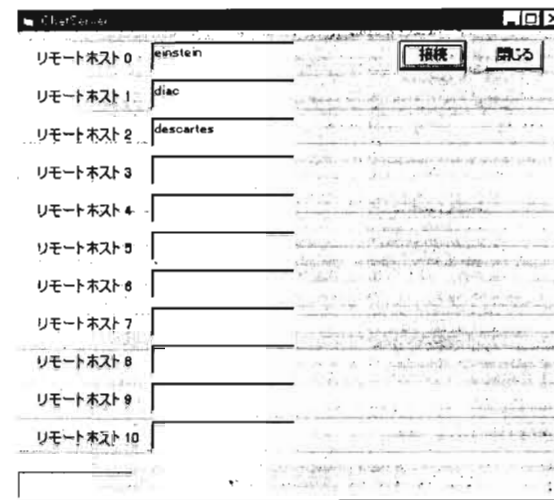 ChatServer
リモートホスト 0 einstein 接続 閉じる
リモートホスト 1 diac
リモートホスト 2 descartes
リモートホスト 3
リモートホスト 4
リモートホスト 5
リモートホスト 6
リモートホスト 7
リモートホスト 8
リモートホスト 9
リモートホスト 10